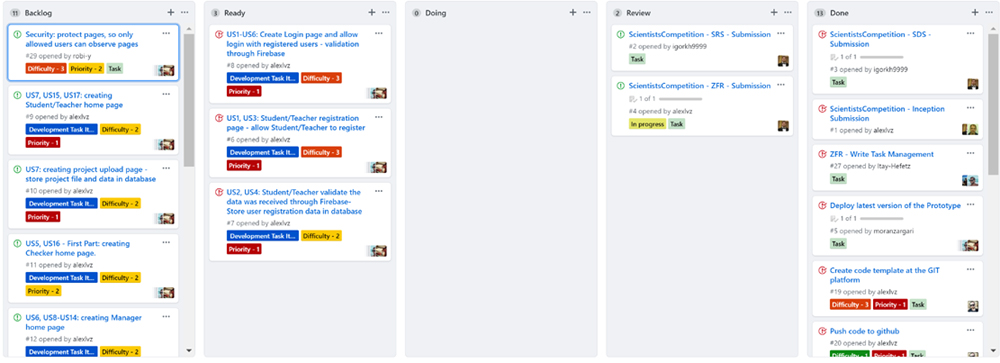 11 Backlog
Security: protect pages, so only
allowed users can observe pages
#29 opened by robi-y
Difficulty - 3 Priority - 2 Task
US7, US15, US17: creating
Student/Teacher home page
#9 opened by alexlvz
Development Task It... Difficulty - 2
Priority - 1
US7: creating project upload page -
store project file and data in database
#10 opened by alexlvz
Development Task It... Difficulty - 2
Priority - 1
US5, US16 - First Part: creating
Checker home page.
#11 opened by alexlvz
Development Task It... Difficulty - 2
Priority - 2
US6, US8-US14: creating Manager
home page
#12 opened by alexlvz
Development Task It... Difficulty - 2
3 Ready
US1-US6: Create Login page and allow
login with registered users - validation
through Firebase
#8 opened by alexlvz
Development Task It... Difficulty - 3
Priority - 1
US1, US3: Student/Teacher registration
page - allow Student/Teacher to register
#6 opened by alexlvz
Development Task It... Difficulty - 3
Priority - 1
US2, US4: Student/Teacher validate the
data was received through Firebase-
Store user registration data in database
#7 opened by alexlvz
Development Task It... Difficulty - 2
Priority - 1
0 Doing
2 Review
ScientistsCompetition - SRS - Submission
#2 opened by igorkh9999
Task
ScientistsCompetition - ZFR - Submission
1 of 1
#4 opened by alexlvz
In progress Task
13 Done
ScientistsCompetition - SDS -
Submission
1 of 1
#3 opened by igorkh9999
Task
ScientistsCompetition - Inception
Submission
#1 opened by alexlvz
ZFR - Write Task Management
#27 opened by Itay-Hefetz
Task
Deploy latest version of the Prototype
1 of 1
#5 opened by moranzargari
Task
Create code template at the GIT
platform
#19 opened by alexlvz
Difficulty - 3 Priority - 1 Task
Push code to github
#20 opened by alexlvz
Difficulty - 1 Priority - 1 Task